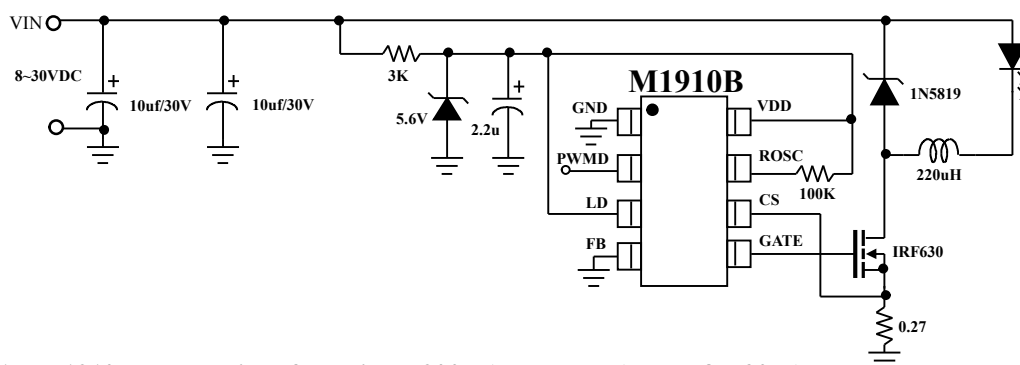 VIN
8~30VDC
10uf/30V
10uf/30V
3K
5.6V
2.2u
M1910B
GND
PWMD
LD
FB
VDD
ROSC
CS
GATE
100K
1N5819
220uH
IRF630
0.27